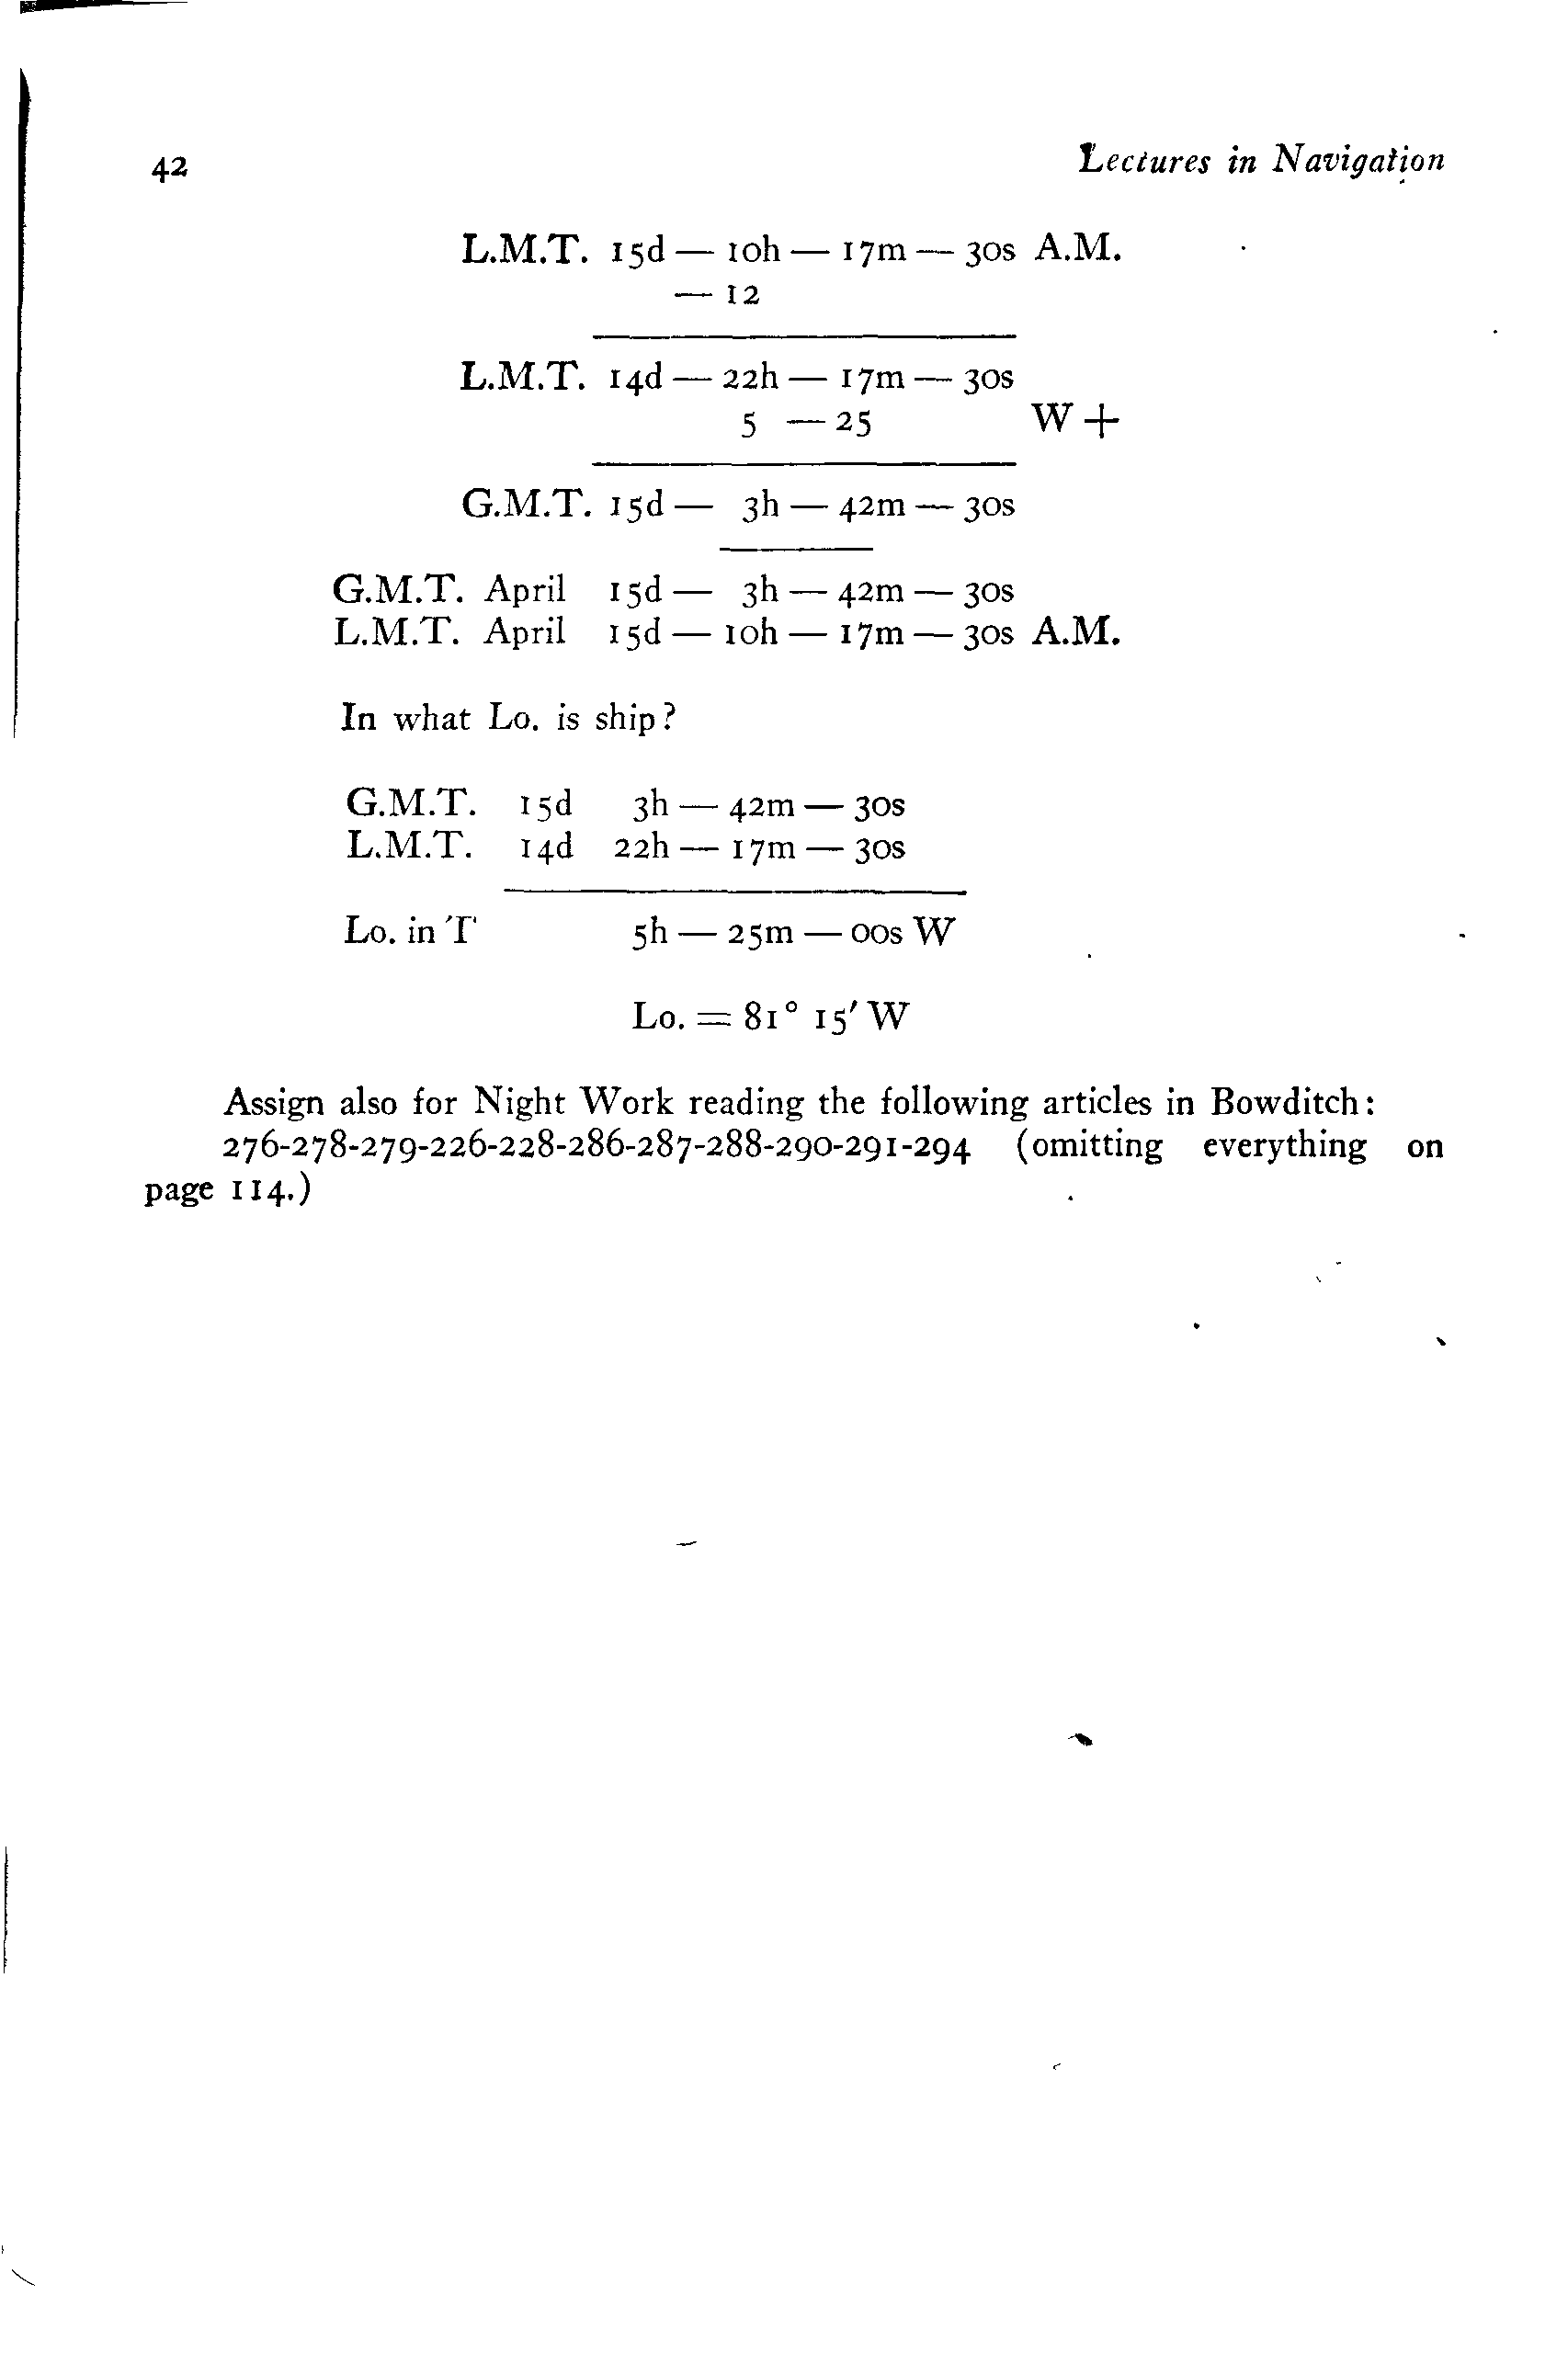 42 Lectures in Navigation
L.M.T. 15d — 10h — 17m — 30s A.M.
— 12
L.M.T. 14d — 22h — 17m — 30s
5 — 25 W +
G.M.T. 15d — 3h — 42m — 30s
G.M.T. April 15d — 3h — 42m — 30s
L.M.T. April 15d — 10h — 17m — 30s A.M.
In what Lo. is ship?
G.M.T. 15d 3h — 42m — 30s
L.M.T. 14d 22h — 17m — 30s
Lo. in T 5h — 25m — 00s W
Lo. = 81° 15′ W
Assign also for Night Work reading the following articles in Bowditch:
276-278-279-226-228-286-287-288-290-291-294 (omitting everything on
page 114.)